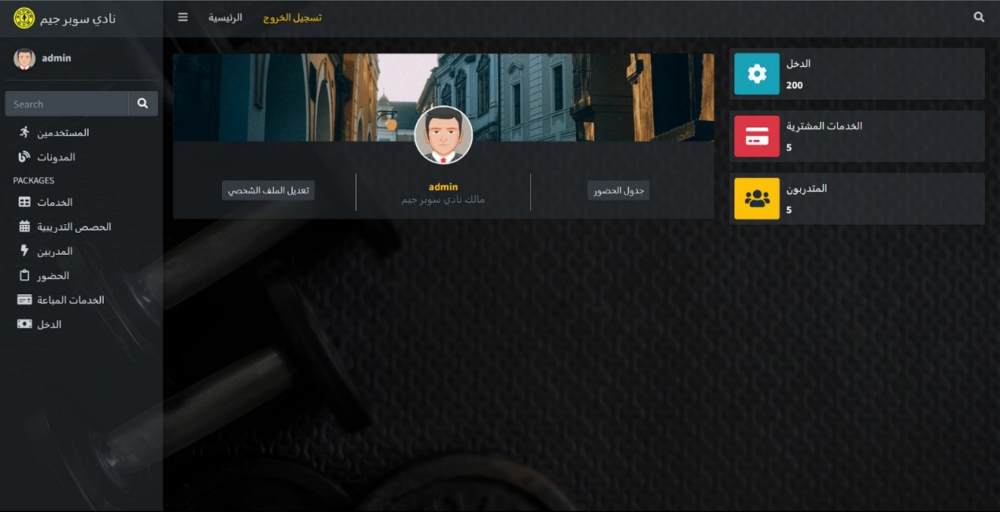 نادي سوبر جيم
الرئيسية
تسجيل الخروج
admin
Search
المستخدمين
المدونات
PACKAGES
الخدمات
الحصص التدريبية
المدربين
الحضور
الخدمات المباعة
الدخل
تعديل الملف الشخصي
admin
مالك نادي سوبر جيم
جدول الحضور
الدخل
200
الخدمات المشترية
5
المتدربون
5